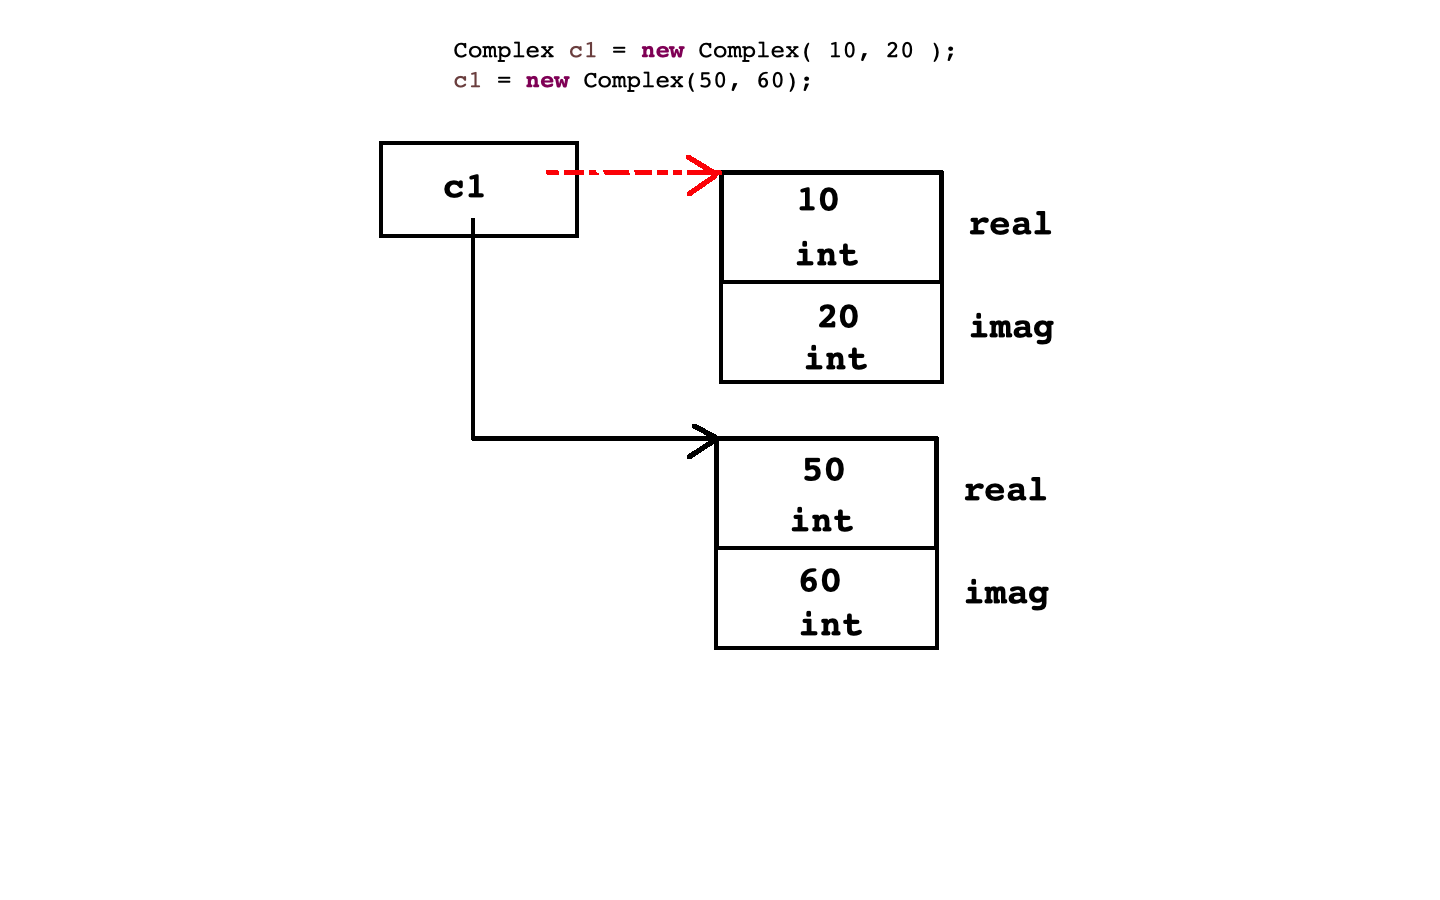 Complex c1 = new Complex( 10, 20 );
c1 = new Complex(50, 60);
c1
10
int
real
20
int
imag
50
int
real
60
int
imag